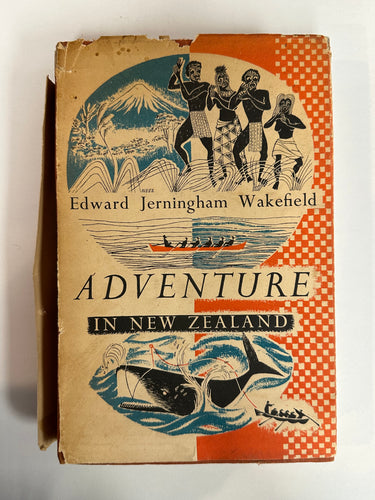 Edward Jerningham Wakefield
ADVENTURE
IN NEW ZEALAND